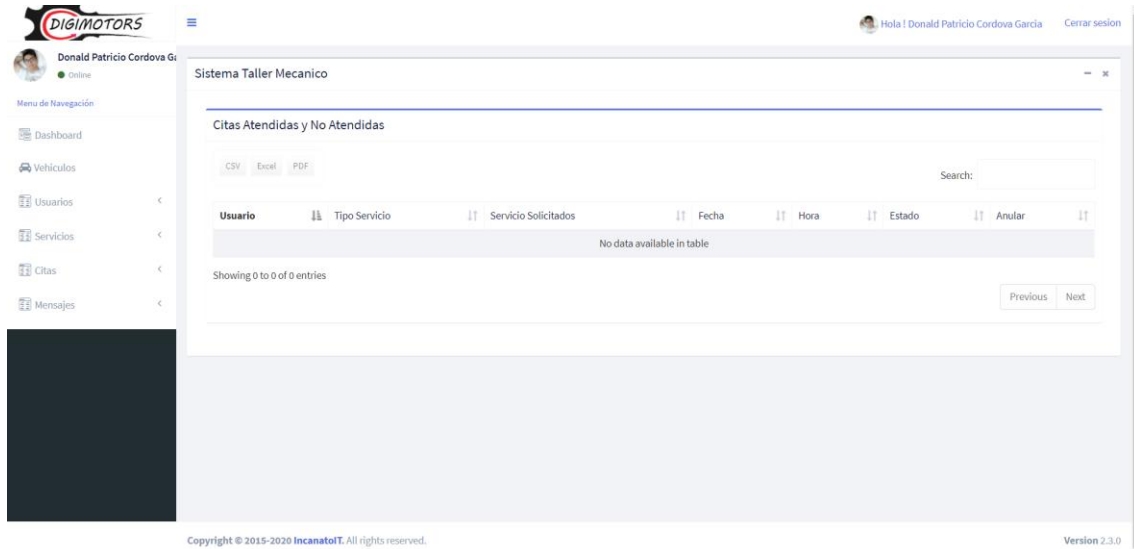 DIGIMOTORS
Hola ! Donald Patricio Cordova Garcia Cerrar sesion
Donald Patricio Cordova Ga
Online
Menu de Navegación
Dashboard
Vehiculos
Usuarios
Servicios
Citas
Mensajes
Sistema Taller Mecanico
Citas Atendidas y No Atendidas
CSV Excel PDF
Search:
Usuario Tipo Servicio Servicio Solicitados Fecha Hora Estado Anular
No data available in table
Showing 0 to 0 of 0 entries
Previous Next
Copyright © 2015-2020 IncanatoIT. All rights reserved. Version 2.3.0